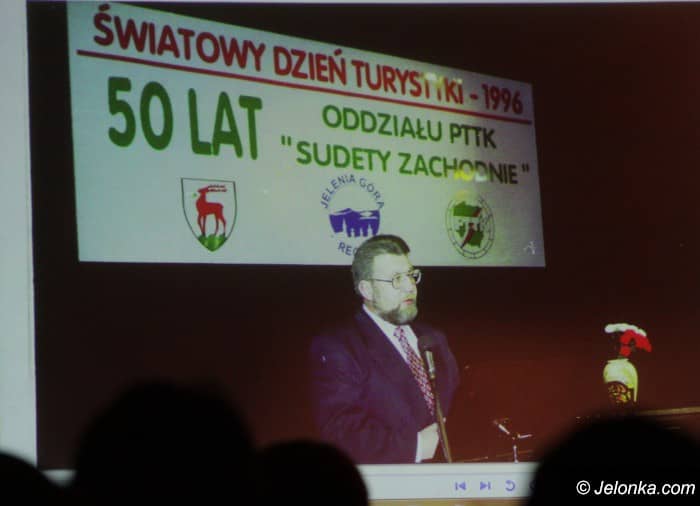 ŚWIATOWY DZIEŃ TURYSTYKI - 1996
50 LAT
ODDZIAŁU PTTK
"SUDETY ZACHODNIE"
JELENIA GÓRA
© Jelonka.com